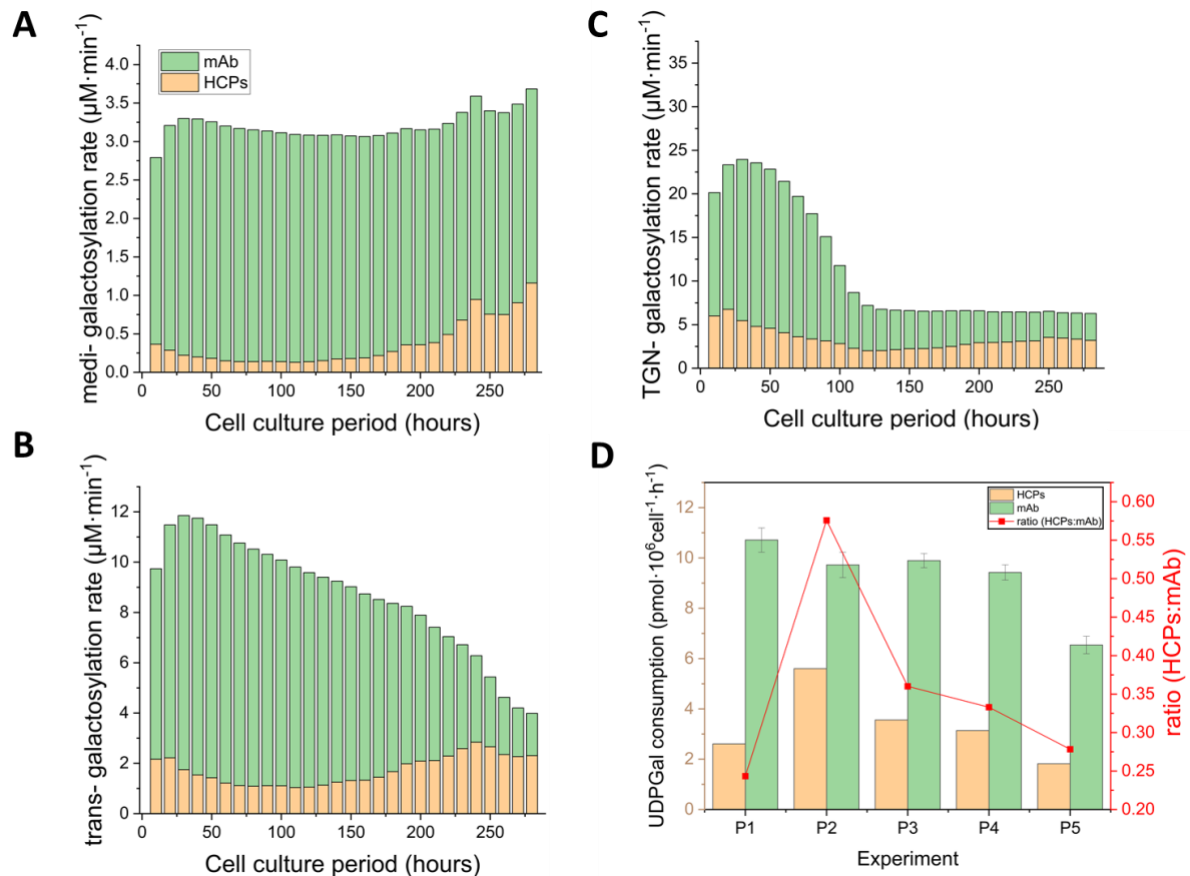 A
medi- galactosylation rate (µM·min⁻¹)
4.0
3.5
3.0
2.5
2.0
1.5
1.0
0.5
0.0
mAb
HCPs
0 50 100 150 200 250
Cell culture period (hours)
C
TGN- galactosylation rate (µM·min⁻¹)
35
30
25
20
15
10
5
0
0 50 100 150 200 250
Cell culture period (hours)
B
trans- galactosylation rate (µM·min⁻¹)
12
10
8
6
4
2
0
0 50 100 150 200 250
Cell culture period (hours)
D
UDPGal consumption (pmol·10⁶cell⁻¹·h⁻¹)
12
10
8
6
4
2
0
HCPs
mAb
ratio (HCPs:mAb)
0.60
0.55
0.50
0.45
0.40
0.35
0.30
0.25
0.20
ratio (HCPs:mAb)
P1 P2 P3 P4 P5
Experiment